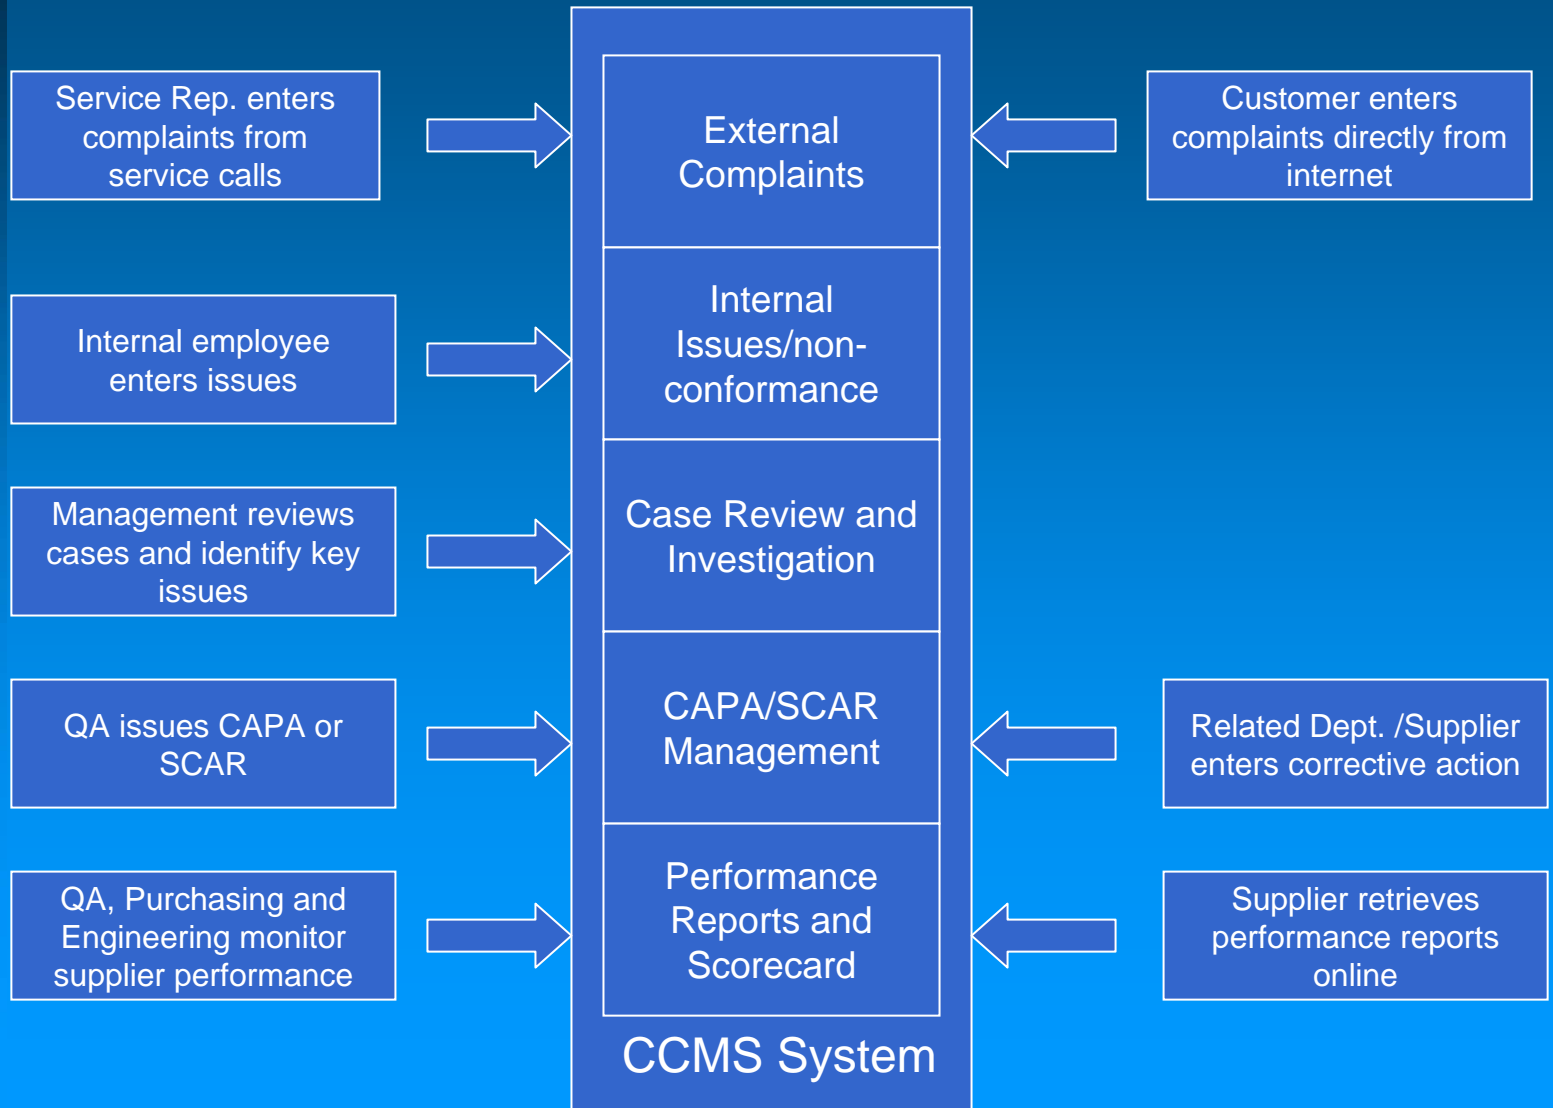 Service Rep. enters
complaints from
service calls
External
Complaints
Customer enters
complaints directly from
internet
Internal employee
enters issues
Internal
Issues/non-
conformance
Management reviews
cases and identify key
issues
Case Review and
Investigation
QA issues CAPA or
SCAR
CAPA/SCAR
Management
Related Dept. /Supplier
enters corrective action
QA, Purchasing and
Engineering monitor
supplier performance
Performance
Reports and
Scorecard
Supplier retrieves
performance reports
online
CCMS System